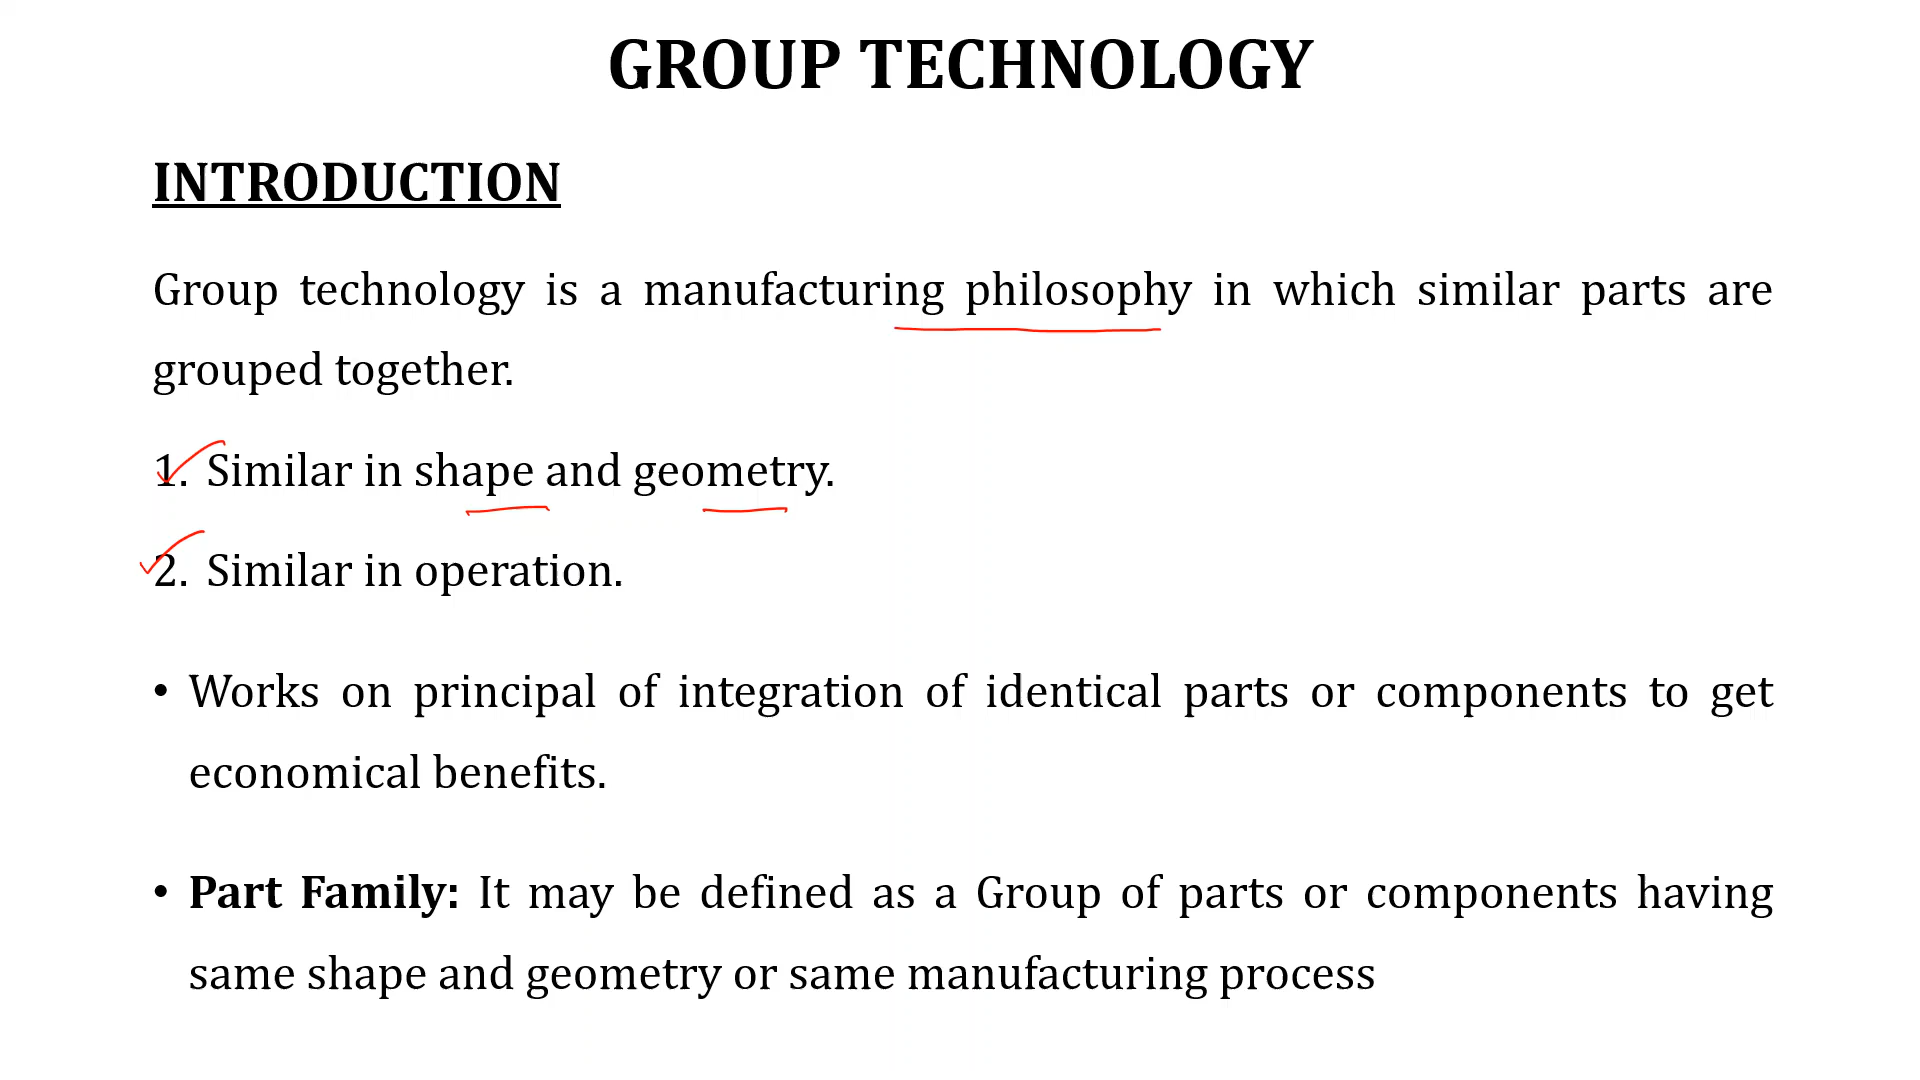 GROUP TECHNOLOGY
INTRODUCTION
Group technology is a manufacturing philosophy in which similar parts are
grouped together.
1. Similar in shape and geometry.
2. Similar in operation.
• Works on principal of integration of identical parts or components to get
economical benefits.
• Part Family: It may be defined as a Group of parts or components having
same shape and geometry or same manufacturing process